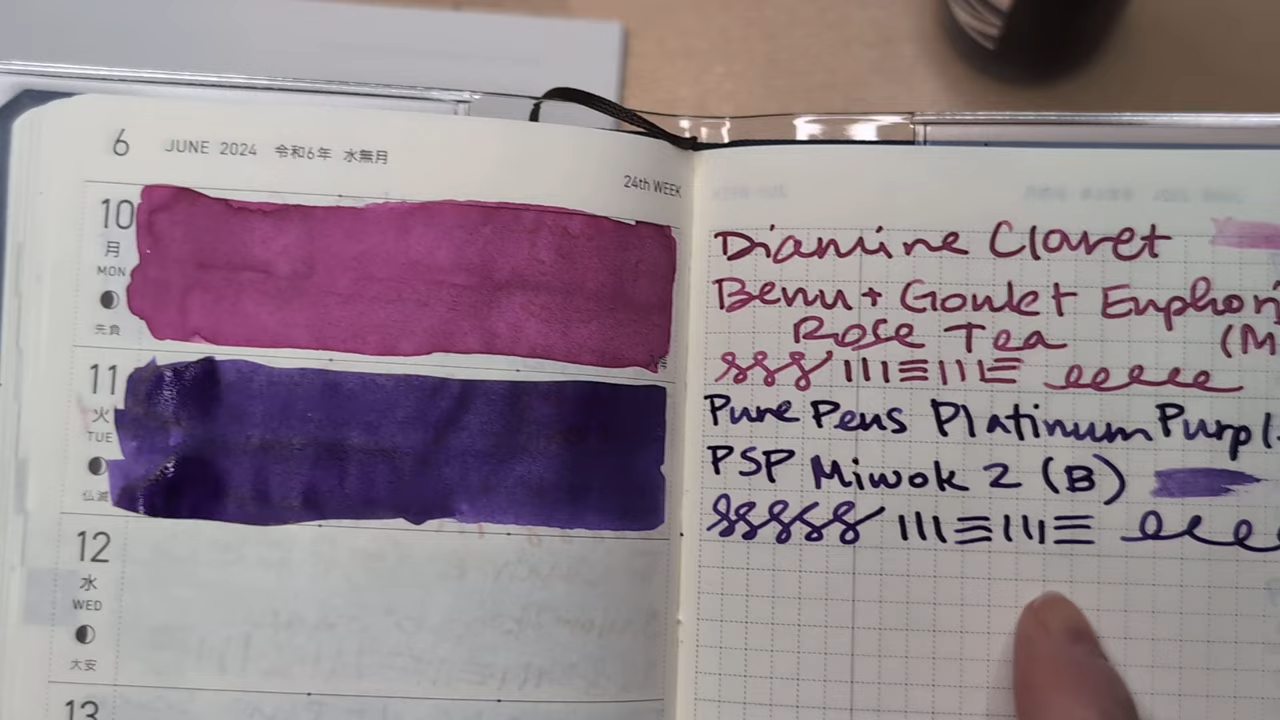 6 JUNE 2024 令和6年 水無月
24th WEEK
10
月
MON
先負
11
火
TUE
仏滅
12
水
WED
大安
13
Diamine Claret
Benu + Goulet Euphori
Rose Tea (M
Pure Pens Platinum Purpl
PSP Miwok 2 (B)